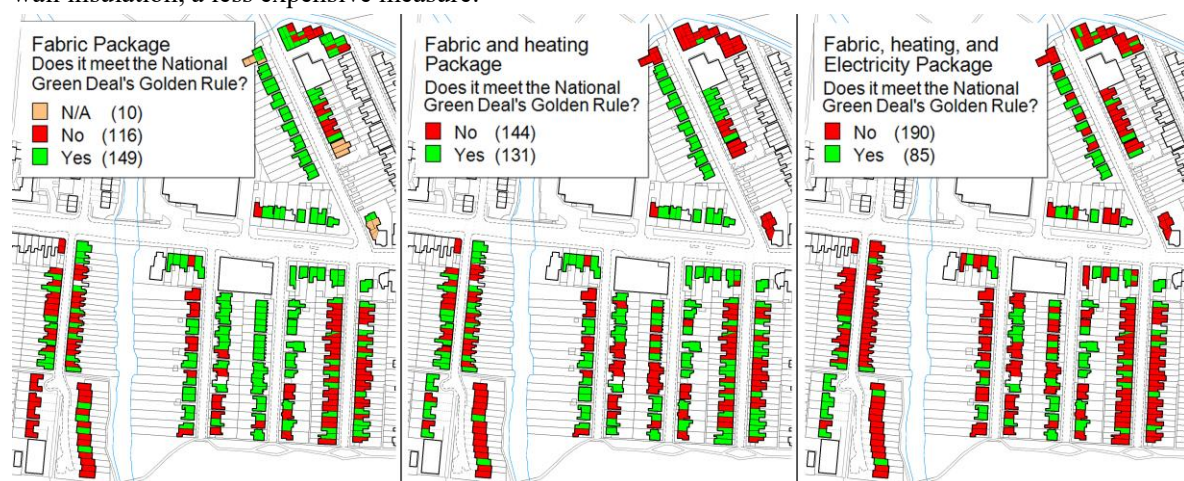 wall insulation, a less expensive measure.
Fabric Package
Does it meet the National
Green Deal's Golden Rule?
N/A (10)
No (116)
Yes (149)
Fabric and heating
Package
Does it meet the National
Green Deal's Golden Rule?
No (144)
Yes (131)
Fabric, heating, and
Electricity Package
Does it meet the National
Green Deal's Golden Rule?
No (190)
Yes (85)